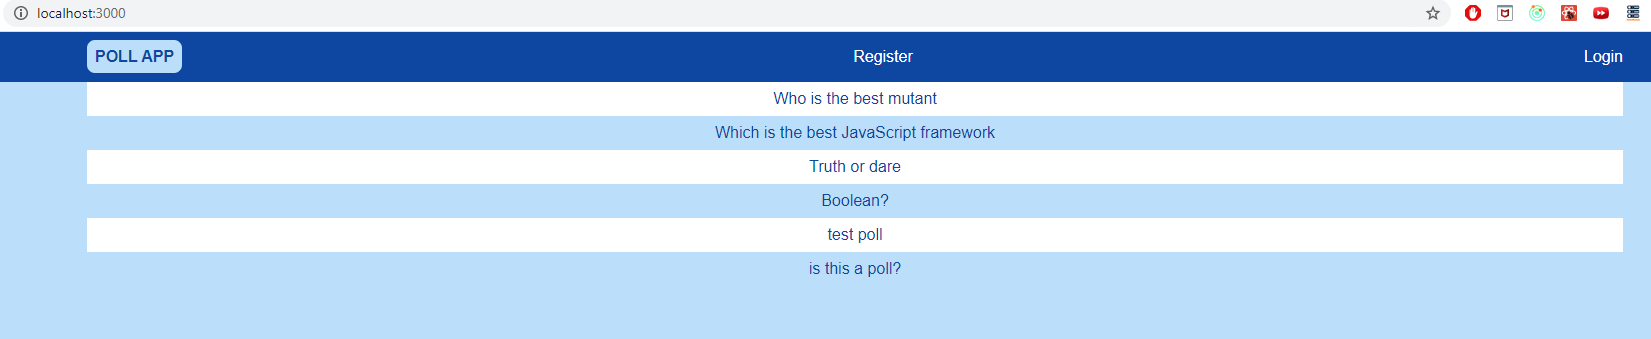 localhost:3000
POLL APP Register Login
Who is the best mutant
Which is the best JavaScript framework
Truth or dare
Boolean?
test poll
is this a poll?